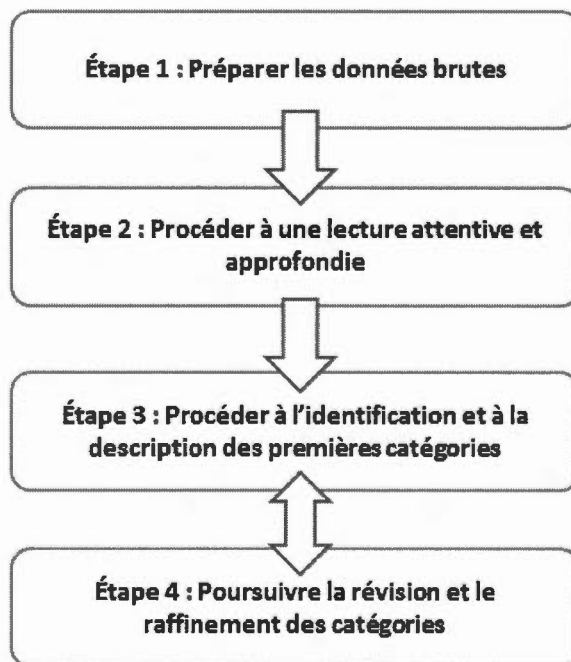 Étape 1 : Préparer les données brutes
Étape 2 : Procéder à une lecture attentive et
approfondie
Étape 3 : Procéder à l'identification et à la
description des premières catégories
Étape 4 : Poursuivre la révision et le
raffinement des catégories